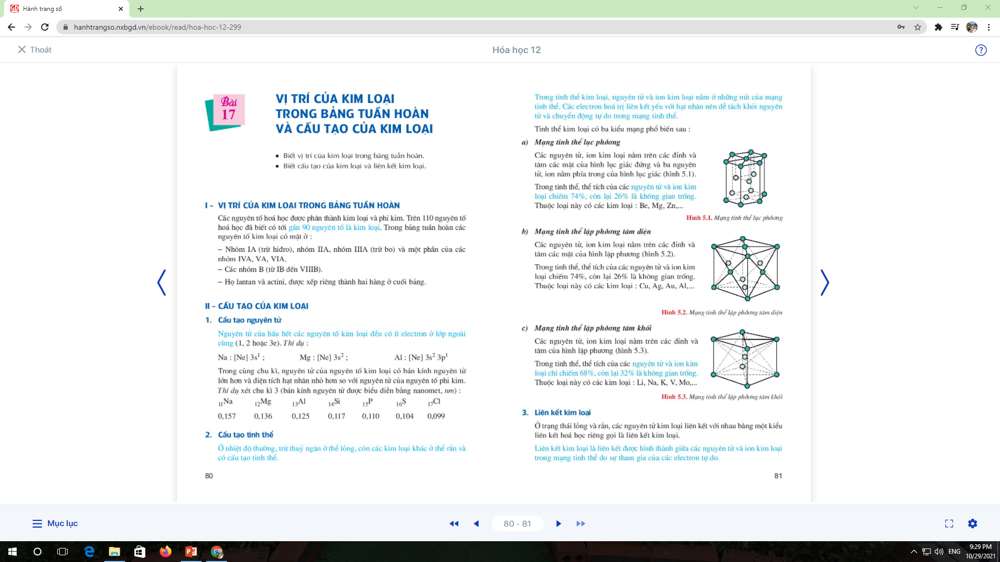 Hành trang số
hanhtrangso.nxbgd.vn/ebook/read/hoa-hoc-12-299
Thoát
Hóa học 12
Bài
17
VỊ TRÍ CỦA KIM LOẠI
TRONG BẢNG TUẦN HOÀN
VÀ CẤU TẠO CỦA KIM LOẠI
• Biết vị trí của kim loại trong bảng tuần hoàn.
• Biết cấu tạo của kim loại và liên kết kim loại.
I - VỊ TRÍ CỦA KIM LOẠI TRONG BẢNG TUẦN HOÀN
Các nguyên tố hoá học được phân thành kim loại và phi kim. Trên 110 nguyên tố
hoá học đã biết có tới gần 90 nguyên tố là kim loại. Trong bảng tuần hoàn các
nguyên tố kim loại có mặt ở :
– Nhóm IA (trừ hiđro), nhóm IIA, nhóm IIIA (trừ bo) và một phần của các
nhóm IVA, VA, VIA.
– Các nhóm B (từ IB đến VIIIB).
– Họ lantan và actini, được xếp riêng thành hai hàng ở cuối bảng.
II - CẤU TẠO CỦA KIM LOẠI
1. Cấu tạo nguyên tử
Nguyên tử của hầu hết các nguyên tố kim loại đều có ít electron ở lớp ngoài
cùng (1, 2 hoặc 3e). Thí dụ :
Na : [Ne] 3s¹ ; Mg : [Ne] 3s² ; Al : [Ne] 3s² 3p¹
Trong cùng chu kì, nguyên tử của nguyên tố kim loại có bán kính nguyên tử
lớn hơn và điện tích hạt nhân nhỏ hơn so với nguyên tử của nguyên tố phi kim.
Thí dụ xét chu kì 3 (bán kính nguyên tử được biểu diễn bằng nanomet, nm) :
₁₁Na ₁₂Mg ₁₃Al ₁₄Si ₁₅P ₁₆S ₁₇Cl
0,157 0,136 0,125 0,117 0,110 0,104 0,099
2. Cấu tạo tinh thể
Ở nhiệt độ thường, trừ thuỷ ngân ở thể lỏng, còn các kim loại khác ở thể rắn và
có cấu tạo tinh thể.
80
Trong tinh thể kim loại, nguyên tử và ion kim loại nằm ở những nút của mạng
tinh thể. Các electron hoá trị liên kết yếu với hạt nhân nên dễ tách khỏi nguyên
tử và chuyển động tự do trong mạng tinh thể.
Tinh thể kim loại có ba kiểu mạng phổ biến sau :
a) Mạng tinh thể lục phðơng
Các nguyên tử, ion kim loại nằm trên các đỉnh và
tâm các mặt của hình lục giác đứng và ba nguyên
tử, ion nằm phía trong của hình lục giác (hình 5.1).
Trong tinh thể, thể tích của các nguyên tử và ion kim
loại chiếm 74%, còn lại 26% là không gian trống.
Thuộc loại này có các kim loại : Be, Mg, Zn,...
Hình 5.1. Mạng tinh thể lục phðơng
b) Mạng tinh thể lập phðơng tâm diện
Các nguyên tử, ion kim loại nằm trên các đỉnh và
tâm các mặt của hình lập phương (hình 5.2).
Trong tinh thể, thể tích của các nguyên tử và ion kim
loại chiếm 74%, còn lại 26% là không gian trống.
Thuộc loại này có các kim loại : Cu, Ag, Au, Al,...
Hình 5.2. Mạng tinh thể lập phðơng tâm diện
c) Mạng tinh thể lập phðơng tâm khối
Các nguyên tử, ion kim loại nằm trên các đỉnh và
tâm của hình lập phương (hình 5.3).
Trong tinh thể, thể tích của các nguyên tử và ion kim
loại chỉ chiếm 68%, còn lại 32% là không gian trống.
Thuộc loại này có các kim loại : Li, Na, K, V, Mo,...
Hình 5.3. Mạng tinh thể lập phðơng tâm khối
3. Liên kết kim loại
Ở trạng thái lỏng và rắn, các nguyên tử kim loại liên kết với nhau bằng một kiểu
liên kết hoá học riêng gọi là liên kết kim loại.
Liên kết kim loại là liên kết được hình thành giữa các nguyên tử và ion kim loại
trong mạng tinh thể do sự tham gia của các electron tự do.
81
Mục lục
80 - 81
ENG
9:29 PM
10/29/2021